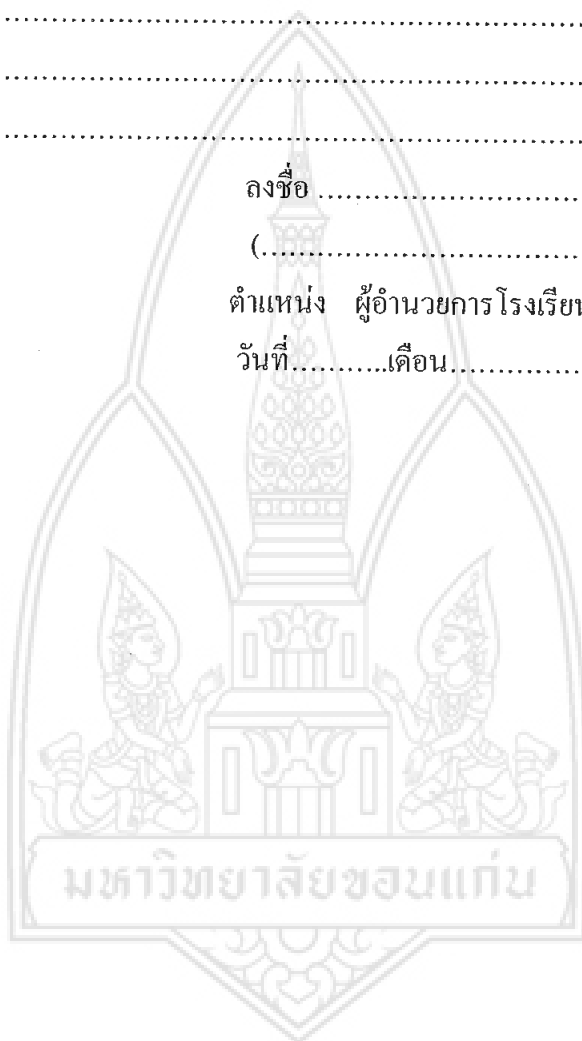 ................................................................
................................................................
................................................................
ลงชื่อ ..............................
(....................................
ตำแหน่ง ผู้อำนวยการโรงเรียน
วันที่...........เดือน...............
มหาวิทยาลัยขอนแก่น